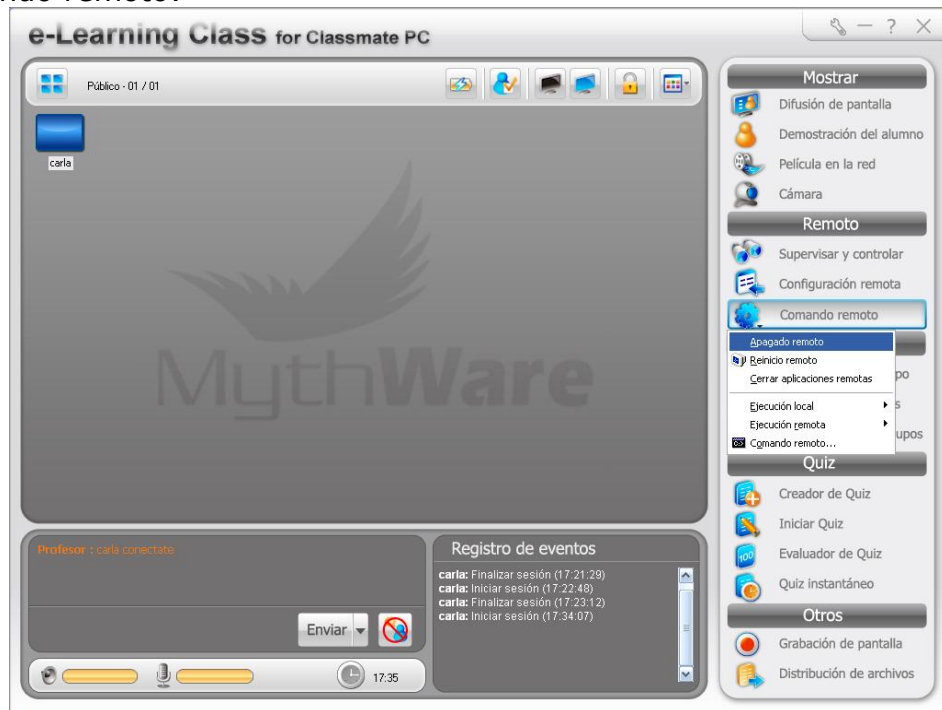 e-Learning Class for Classmate PC
Público - 01 / 01
carla
MythWare
Mostrar
Difusión de pantalla
Demostración del alumno
Película en la red
Cámara
Remoto
Supervisar y controlar
Configuración remota
Comando remoto
Apagado remoto
Reinicio remoto
Cerrar aplicaciones remotas
Ejecución local
Ejecución remota
Comando remoto...
po
s
upos
Quiz
Creador de Quiz
Iniciar Quiz
Evaluador de Quiz
Quiz instantáneo
Otros
Grabación de pantalla
Distribución de archivos
Profesor : carla conectate
Enviar
17:35
Registro de eventos
carla: Finalizar sesión (17:21:29)
carla: Iniciar sesión (17:22:48)
carla: Finalizar sesión (17:23:12)
carla: Iniciar sesión (17:34:07)